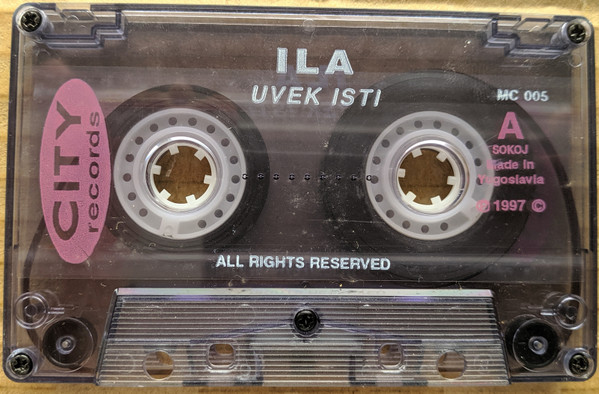 ILA
UVEK ISTI
MC 005
CITY
records
A
SOKOJ
Made in
Yugoslavia
℗ 1997 ©
ALL RIGHTS RESERVED